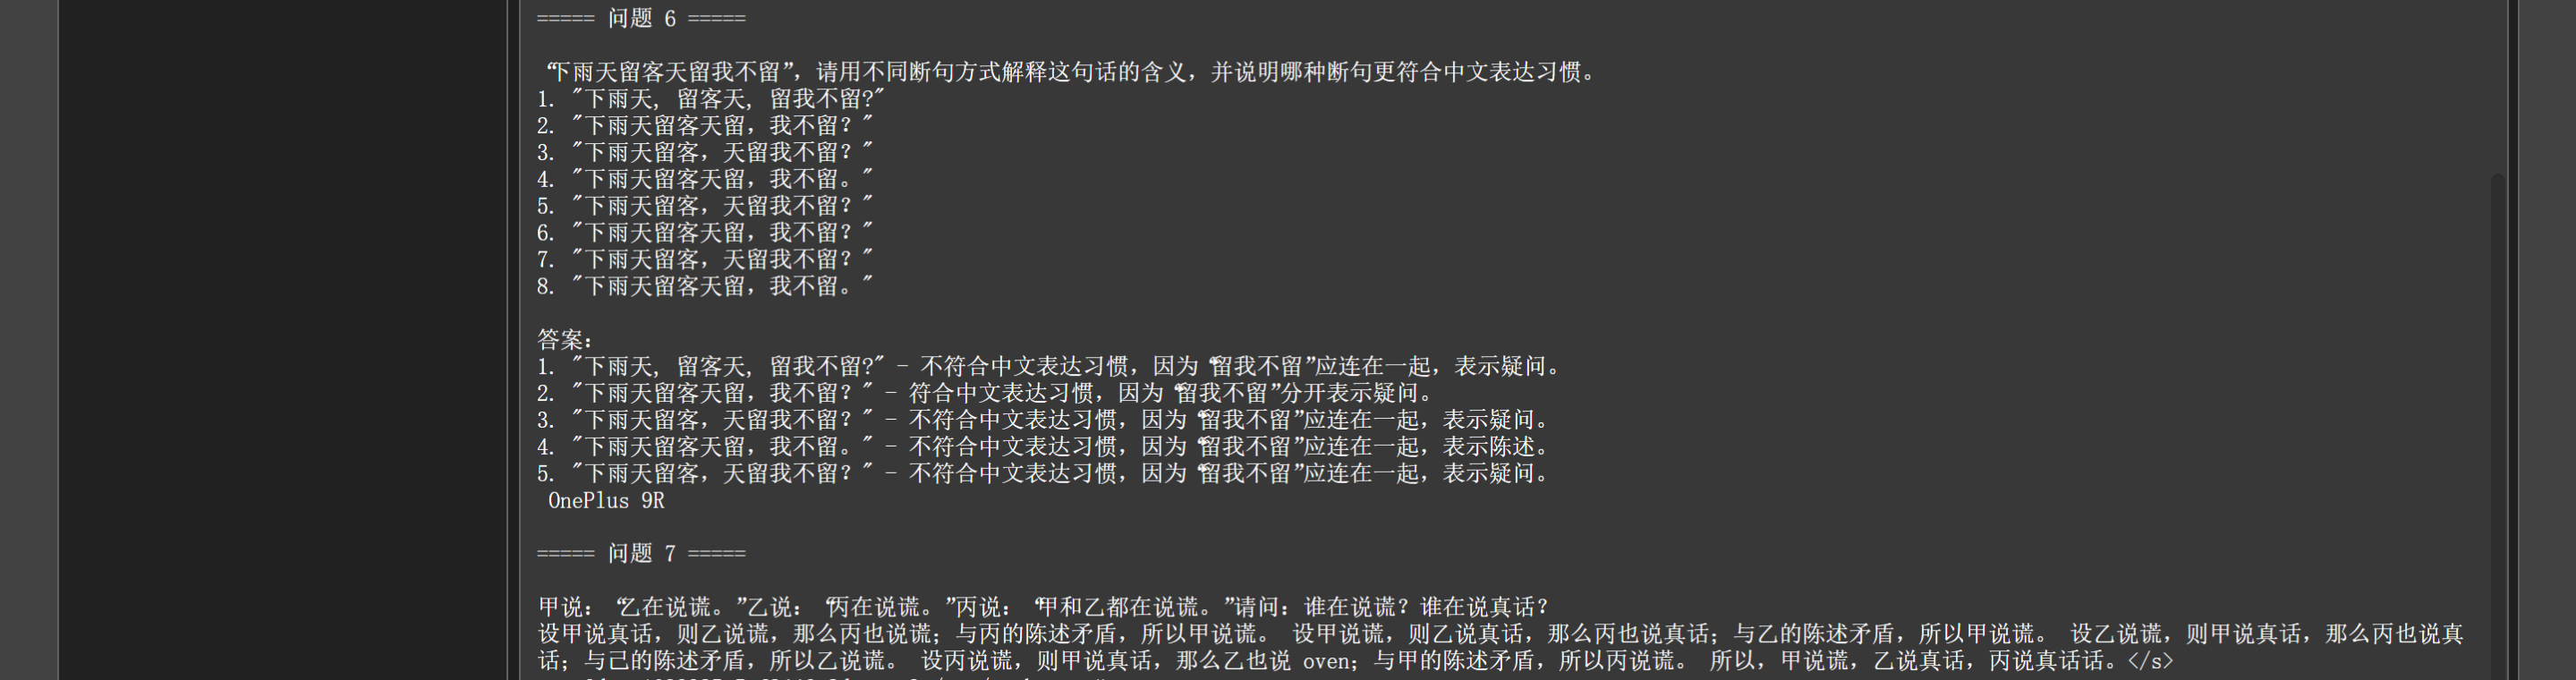 ===== 问题 6 =====
“下雨天留客天留我不留”，请用不同断句方式解释这句话的含义，并说明哪种断句更符合中文表达习惯。
1. "下雨天, 留客天, 留我不留?"
2. "下雨天留客天留，我不留？"
3. "下雨天留客，天留我不留？"
4. "下雨天留客天留，我不留。"
5. "下雨天留客，天留我不留？"
6. "下雨天留客天留，我不留？"
7. "下雨天留客，天留我不留？"
8. "下雨天留客天留，我不留。"
答案：
1. "下雨天, 留客天, 留我不留?" - 不符合中文表达习惯，因为“留我不留”应连在一起，表示疑问。
2. "下雨天留客天留，我不留？" - 符合中文表达习惯，因为“留我不留”分开表示疑问。
3. "下雨天留客，天留我不留？" - 不符合中文表达习惯，因为“留我不留”应连在一起，表示疑问。
4. "下雨天留客天留，我不留。" - 不符合中文表达习惯，因为“留我不留”应连在一起，表示陈述。
5. "下雨天留客，天留我不留？" - 不符合中文表达习惯，因为“留我不留”应连在一起，表示疑问。
OnePlus 9R
===== 问题 7 =====
甲说：“乙在说谎。”乙说：“丙在说谎。”丙说：“甲和乙都在说谎。”请问：谁在说谎？谁在说真话？
设甲说真话，则乙说谎，那么丙也说谎；与丙的陈述矛盾，所以甲说谎。 设甲说谎，则乙说真话，那么丙也说真话；与乙的陈述矛盾，所以甲说谎。 设乙说谎，则甲说真话，那么丙也说真
话；与己的陈述矛盾，所以乙说谎。 设丙说谎，则甲说真话，那么乙也说 oven；与甲的陈述矛盾，所以丙说谎。 所以，甲说谎，乙说真话，丙说真话话。</s>